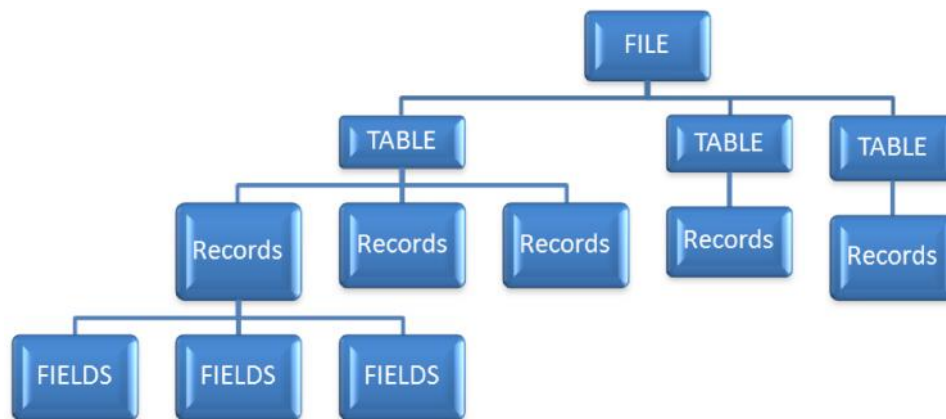 FILE
TABLE
TABLE
TABLE
Records
Records
Records
Records
Records
FIELDS
FIELDS
FIELDS